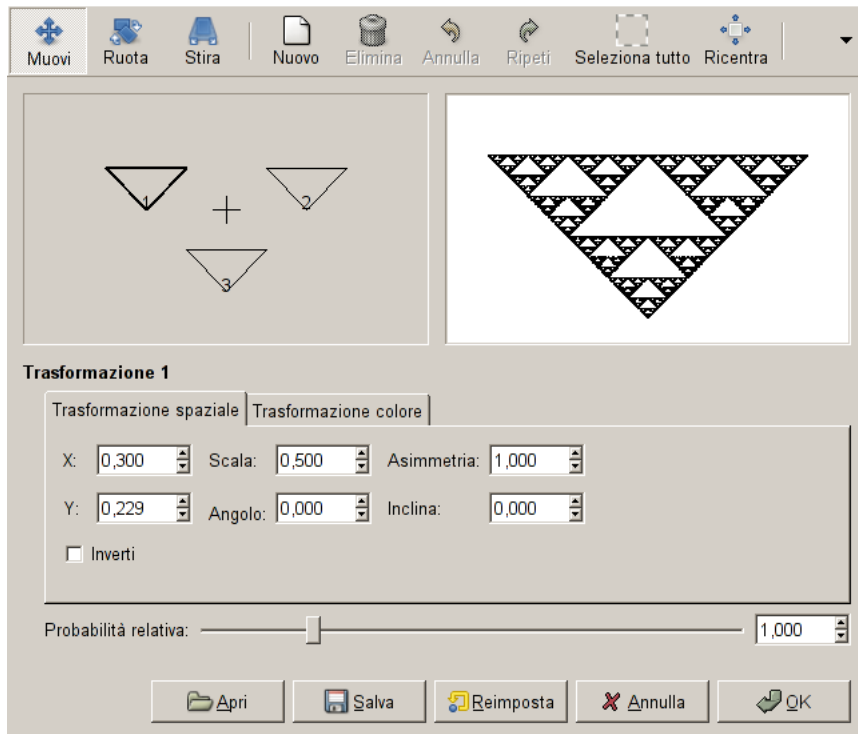 Muovi Ruota Stira Nuovo Elimina Annulla Ripeti Seleziona tutto Ricentra
1
2
3
Trasformazione 1
Trasformazione spaziale Trasformazione colore
X: 0,300 Scala: 0,500 Asimmetria: 1,000
Y: 0,229 Angolo: 0,000 Inclina: 0,000
Inverti
Probabilità relativa: 1,000
Apri Salva Reimposta Annulla OK